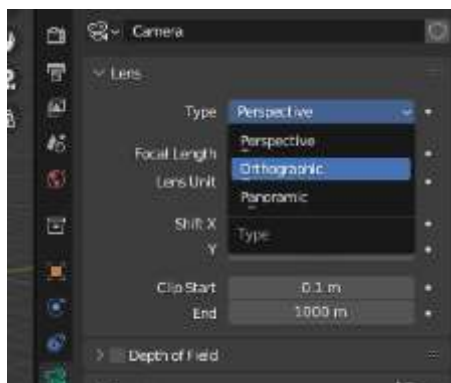 Camera
Lens
Type Perspective
Perspective
Focal Length
Orthographic
Lens Unit
Panoramic
Shift X
Type
Y
Clip Start 0.1 m
End 1000 m
Depth of Field